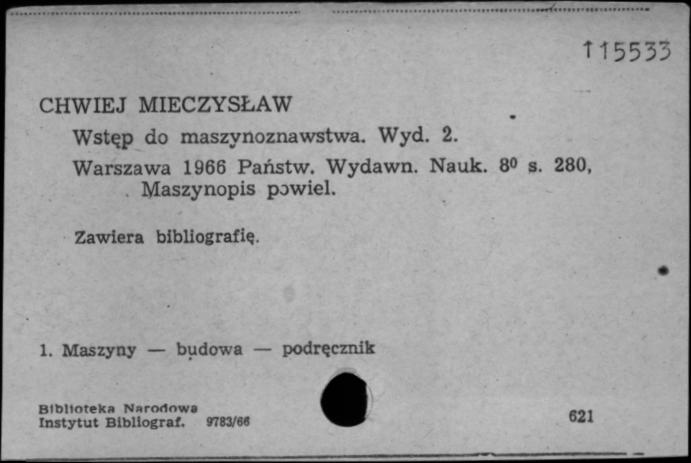 115533
CHWIEJ MIECZYSŁAW
Wstęp do maszynoznawstwa. Wyd. 2.
Warszawa 1966 Państw. Wydawn. Nauk. 8⁰ s. 280,
Maszynopis powiel.
Zawiera bibliografię.
1. Maszyny — budowa — podręcznik
Biblioteka Narodowa
Instytut Bibliograf. 9783/66
621